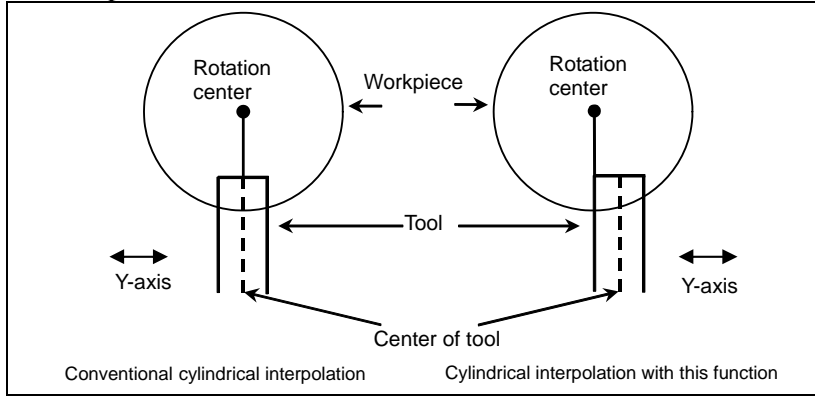 Rotation
center
Workpiece
Rotation
center
Tool
Y-axis
Y-axis
Center of tool
Conventional cylindrical interpolation
Cylindrical interpolation with this function